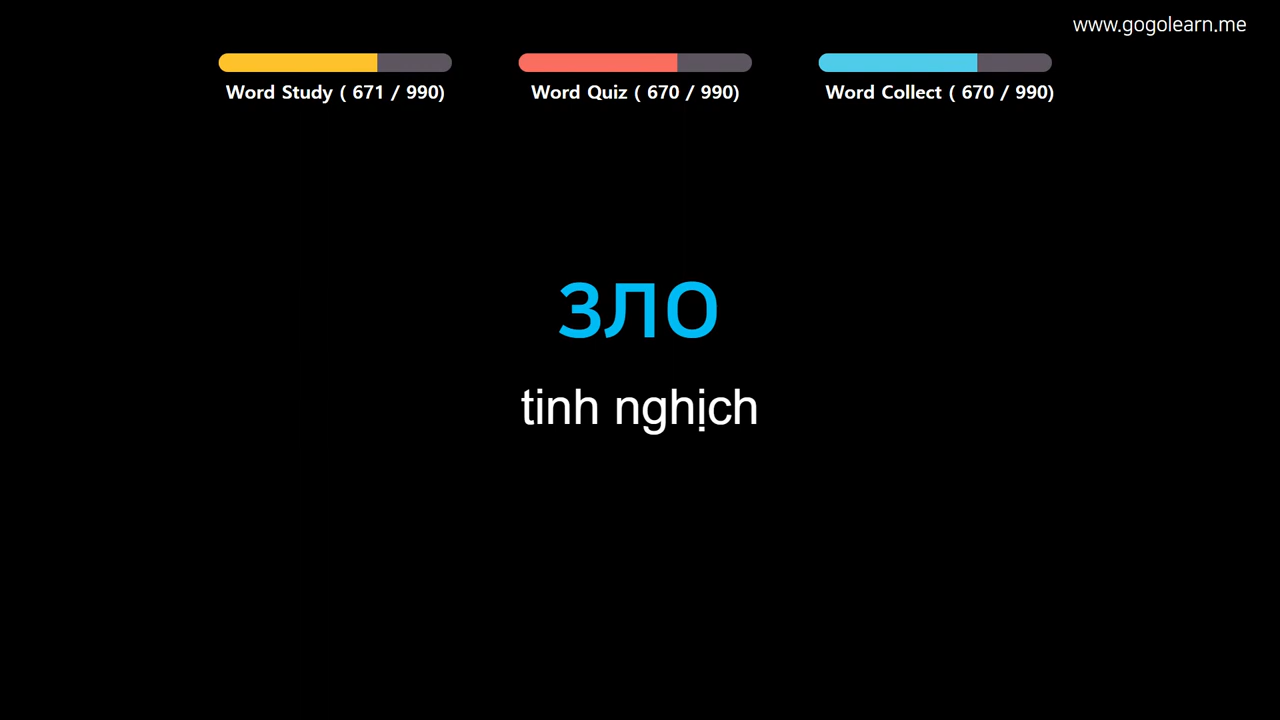 www.gogolearn.me
Word Study ( 671 / 990)
Word Quiz ( 670 / 990)
Word Collect ( 670 / 990)
зло
tinh nghịch